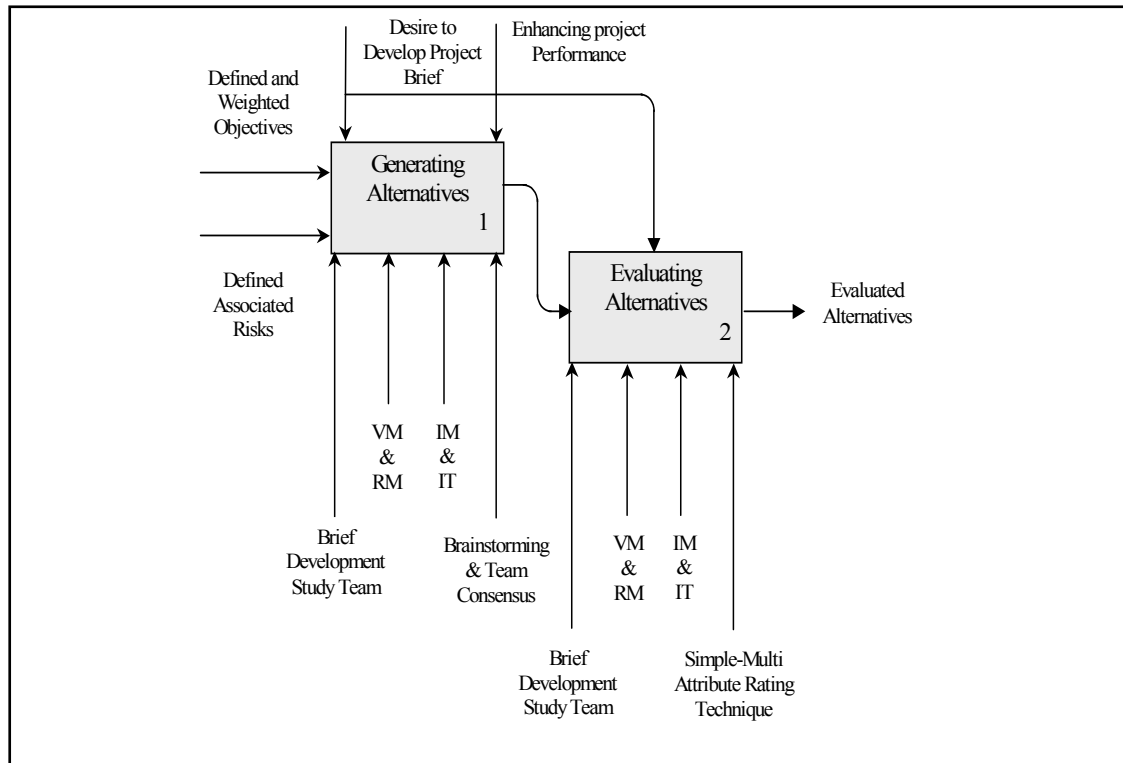 Desire to
Develop Project
Brief
Enhancing project
Performance
Defined and
Weighted
Objectives
Generating
Alternatives
1
Defined
Associated
Risks
Evaluating
Alternatives
2
Evaluated
Alternatives
VM
&
RM
IM
&
IT
Brief
Development
Study Team
Brainstorming
& Team
Consensus
VM
&
RM
IM
&
IT
Brief
Development
Study Team
Simple-Multi
Attribute Rating
Technique